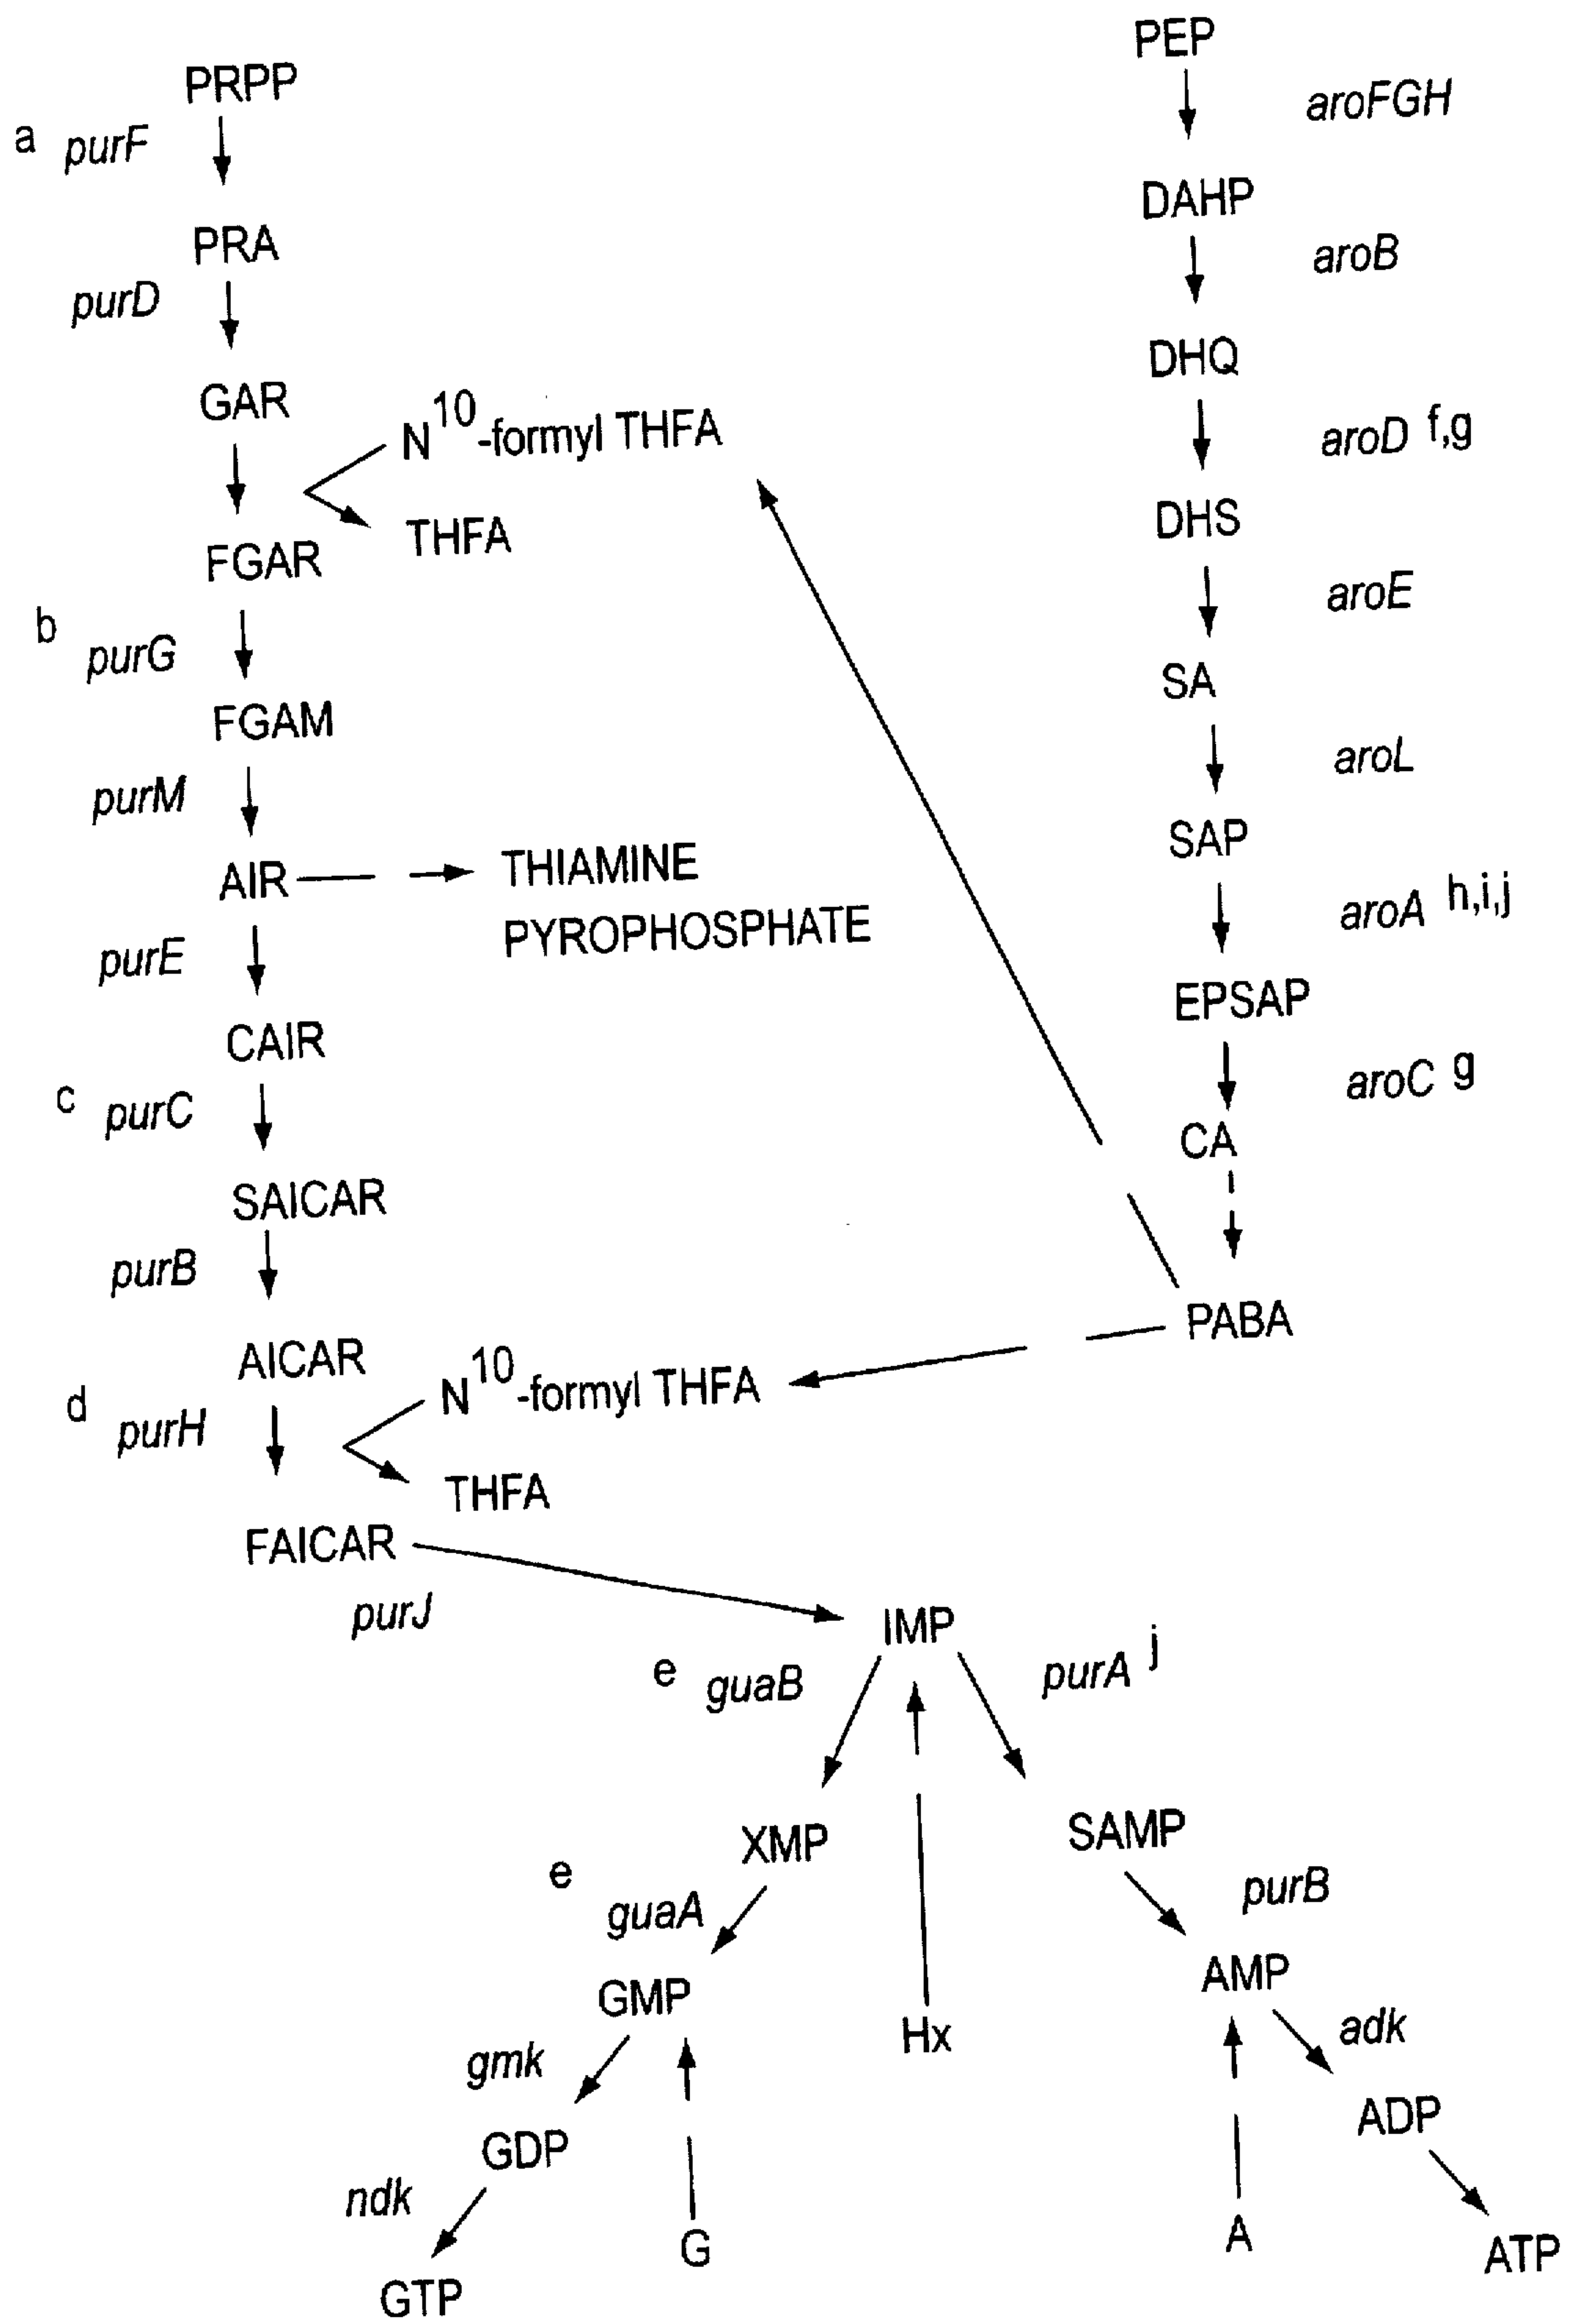 PRPP
a purF
PRA
purD
GAR
N10-formyl THFA
THFA
FGAR
b purG
FGAM
purM
AIR
THIAMINE
PYROPHOSPHATE
purE
CAIR
c purC
SAICAR
purB
AICAR
d purH
N10-formyl THFA
THFA
FAICAR
purJ
PEP
aroFGH
DAHP
aroB
DHQ
aroD f,g
DHS
aroE
SA
aroL
SAP
aroA h,i,j
EPSAP
aroC g
CA
PABA
IMP
e guaB
purA j
XMP
SAMP
e guaA
purB
GMP
AMP
Hx
gmk
adk
GDP
ADP
ndk
G
A
GTP
ATP